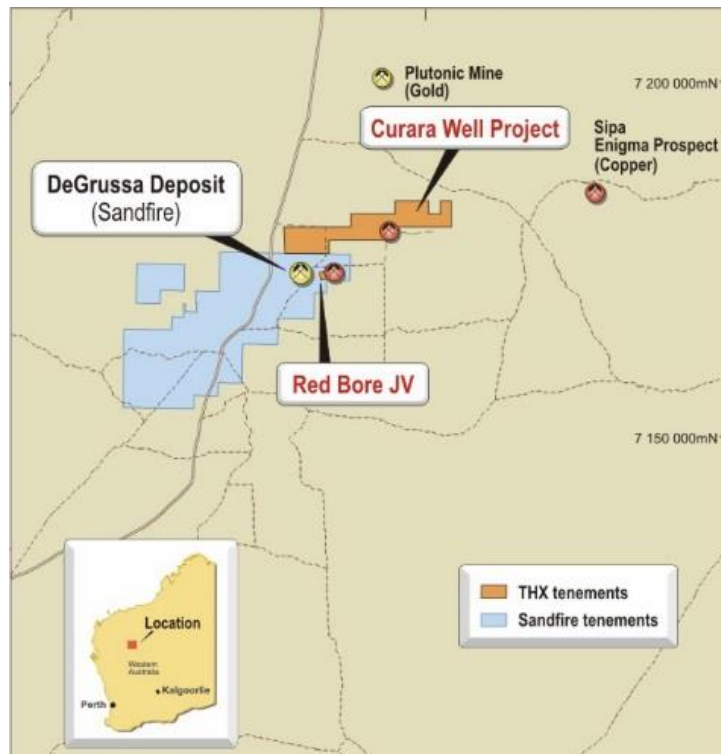 Plutonic Mine
(Gold)
7 200 000mN
Curara Well Project
Sipa
Enigma Prospect
(Copper)
DeGrussa Deposit
(Sandfire)
Red Bore JV
7 150 000mN
Location
Western
Australia
Perth
Kalgoorlie
THX tenements
Sandfire tenements